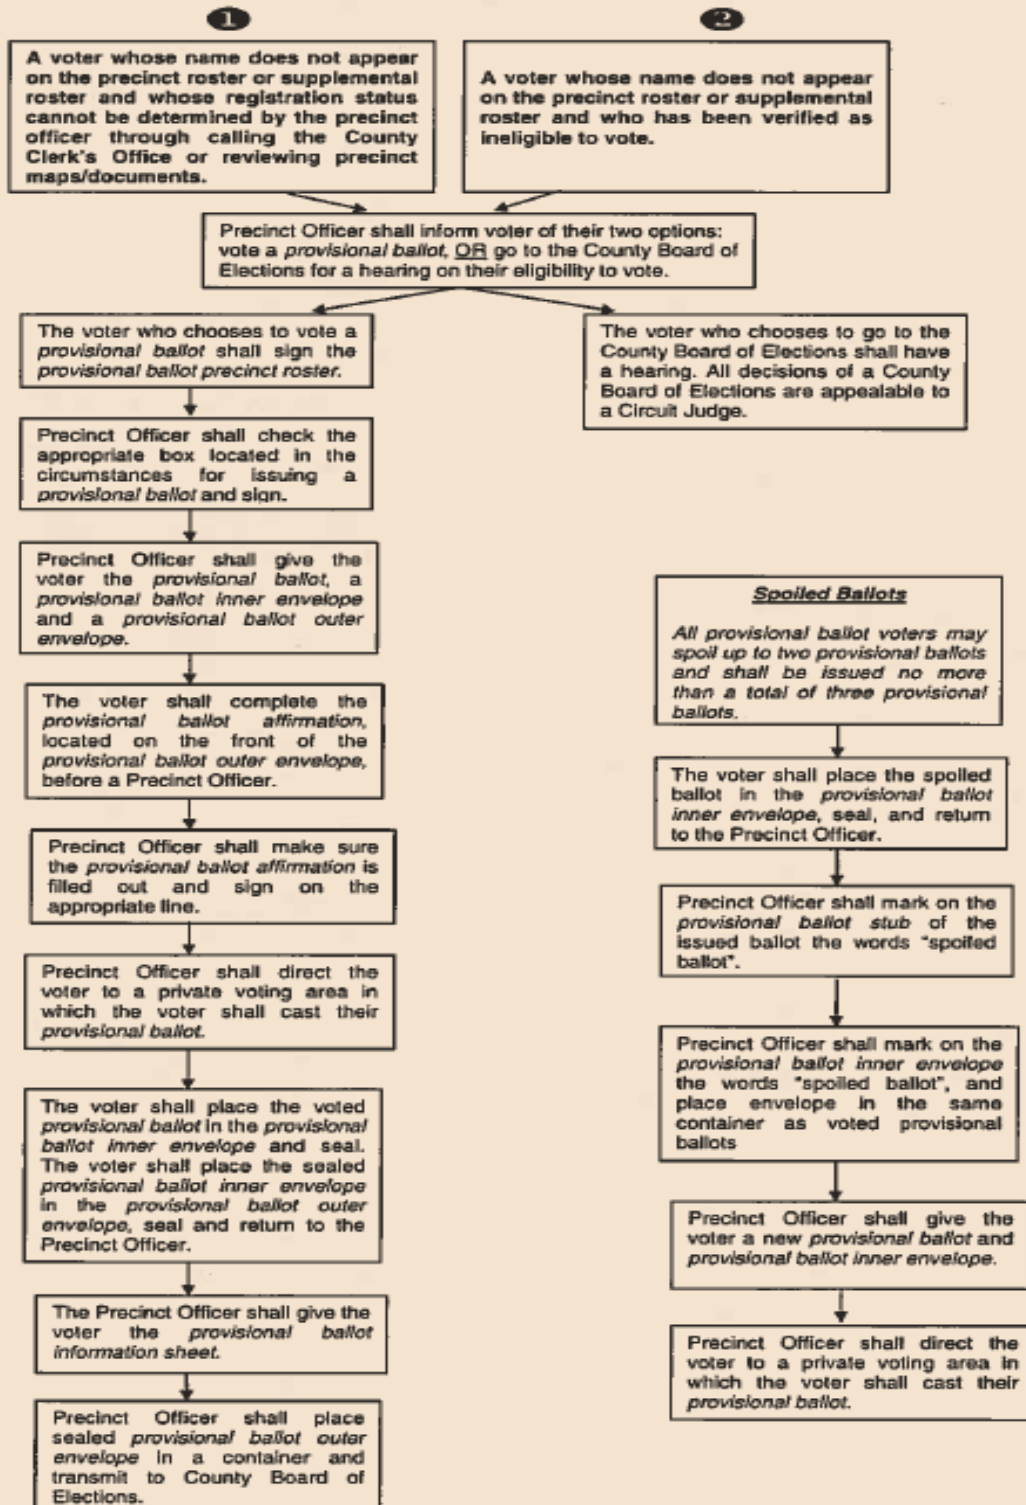 1
A voter whose name does not appear
on the precinct roster or supplemental
roster and whose registration status
cannot be determined by the precinct
officer through calling the County
Clerk's Office or reviewing precinct
maps/documents.
2
A voter whose name does not appear
on the precinct roster or supplemental
roster and who has been verified as
ineligible to vote.
Precinct Officer shall inform voter of their two options:
vote a provisional ballot, OR go to the County Board of
Elections for a hearing on their eligibility to vote.
The voter who chooses to vote a
provisional ballot shall sign the
provisional ballot precinct roster.
The voter who chooses to go to the
County Board of Elections shall have
a hearing. All decisions of a County
Board of Elections are appealable to
a Circuit Judge.
Precinct Officer shall check the
appropriate box located in the
circumstances for issuing a
provisional ballot and sign.
Precinct Officer shall give the
voter the provisional ballot, a
provisional ballot inner envelope
and a provisional ballot outer
envelope.
The voter shall complete the
provisional ballot affirmation,
located on the front of the
provisional ballot outer envelope,
before a Precinct Officer.
Precinct Officer shall make sure
the provisional ballot affirmation is
filled out and sign on the
appropriate line.
Precinct Officer shall direct the
voter to a private voting area in
which the voter shall cast their
provisional ballot.
The voter shall place the voted
provisional ballot in the provisional
ballot inner envelope and seal.
The voter shall place the sealed
provisional ballot inner envelope
in the provisional ballot outer
envelope, seal and return to the
Precinct Officer.
The Precinct Officer shall give the
voter the provisional ballot
information sheet.
Precinct Officer shall place
sealed provisional ballot outer
envelope in a container and
transmit to County Board of
Elections.
Spoiled Ballots
All provisional ballot voters may
spoil up to two provisional ballots
and shall be issued no more
than a total of three provisional
ballots.
The voter shall place the spoiled
ballot in the provisional ballot
inner envelope, seal, and return
to the Precinct Officer.
Precinct Officer shall mark on the
provisional ballot stub of the
issued ballot the words "spoiled
ballot".
Precinct Officer shall mark on the
provisional ballot inner envelope
the words "spoiled ballot", and
place envelope in the same
container as voted provisional
ballots
Precinct Officer shall give the
voter a new provisional ballot and
provisional ballot inner envelope.
Precinct Officer shall direct the
voter to a private voting area in
which the voter shall cast their
provisional ballot.